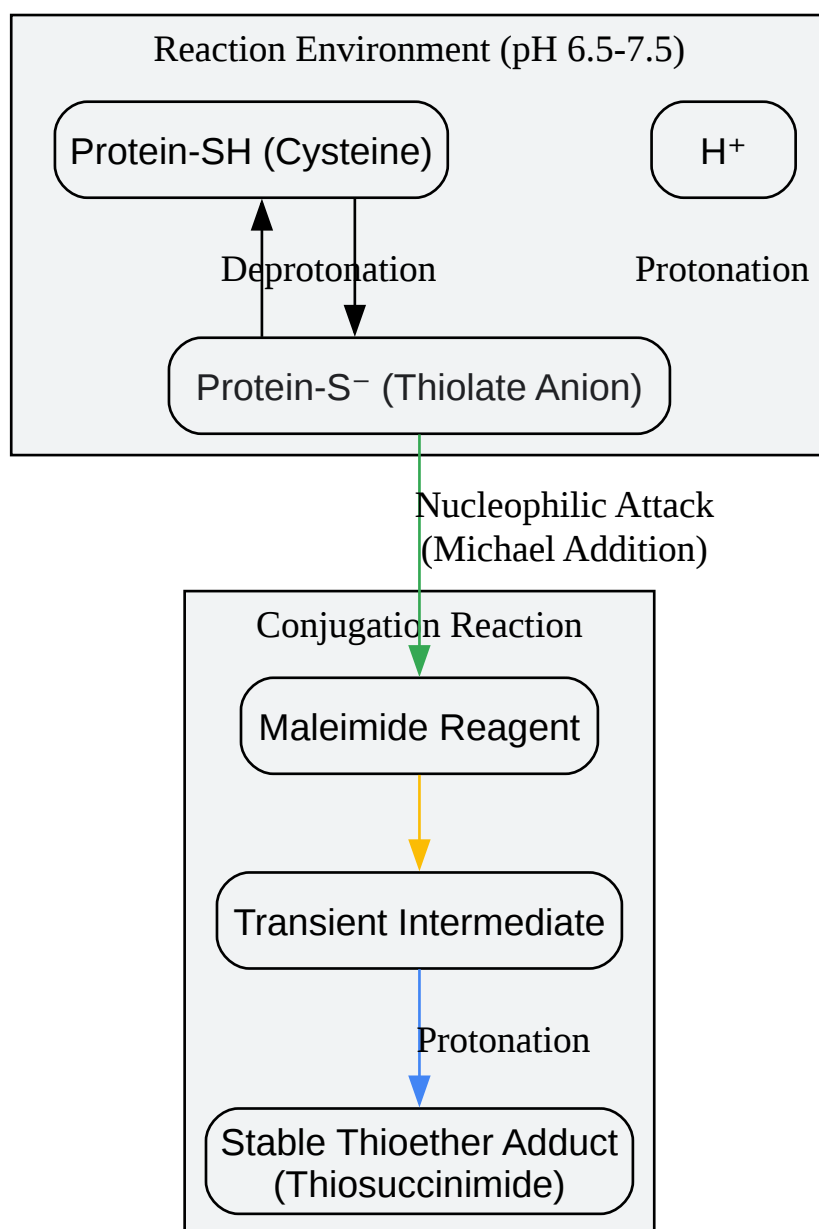 Reaction Environment (pH 6.5-7.5)
Protein-SH (Cysteine)
H⁺
Deprotonation
Protonation
Protein-S⁻ (Thiolate Anion)
Nucleophilic Attack
(Michael Addition)
Conjugation Reaction
Maleimide Reagent
Transient Intermediate
Protonation
Stable Thioether Adduct
(Thiosuccinimide)